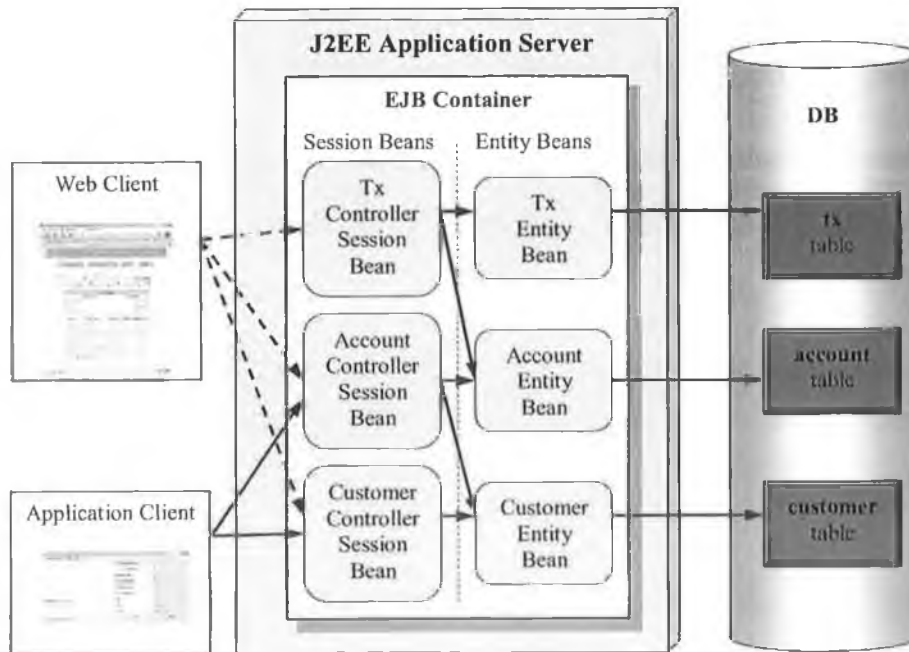 J2EE Application Server
EJB Container
Session Beans
Entity Beans
DB
Web Client
Tx
Controller
Session
Bean
Tx
Entity
Bean
tx
table
Account
Controller
Session
Bean
Account
Entity
Bean
account
table
Application Client
Customer
Controller
Session
Bean
Customer
Entity
Bean
customer
table